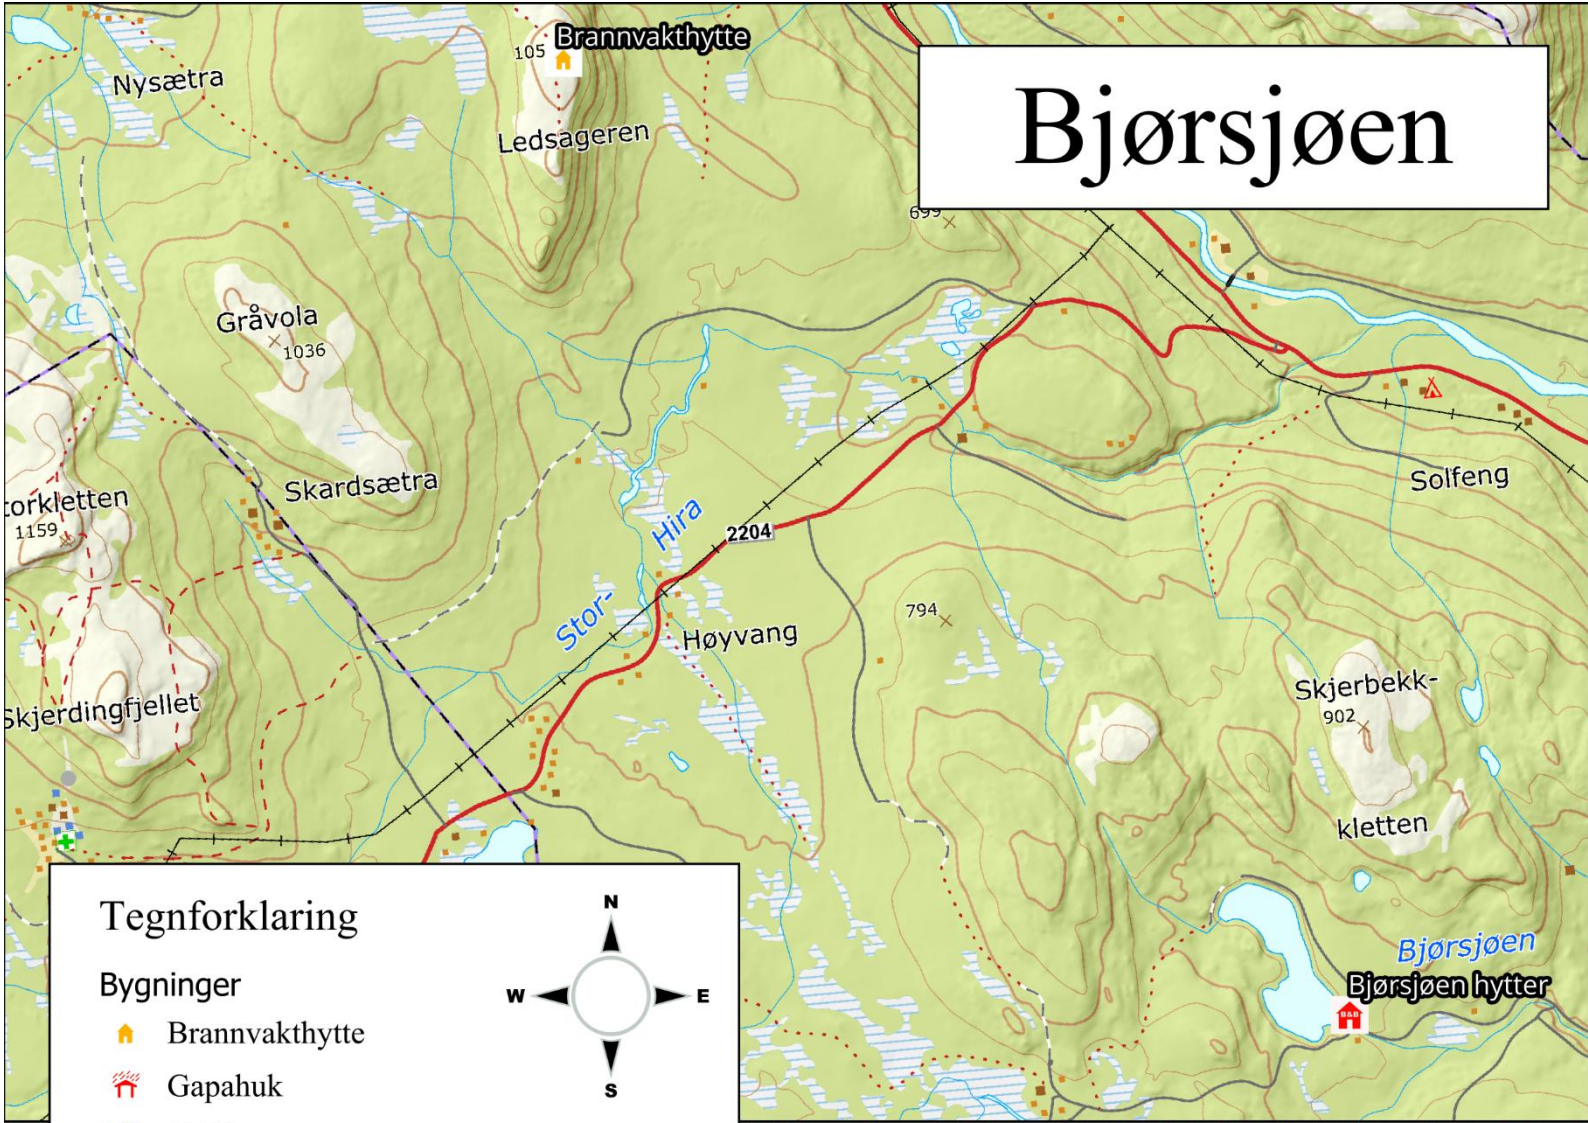 Brannvakthytte
105
Nysætra
Ledsageren
Bjørsjøen
699
Gråvola
1036
Solfeng
Skardsætra
torkletten
1159
Hira
2204
Stor-
794
Høyvang
Skjerbekk-
902
Skjerdingfjellet
kletten
Bjørsjøen
Bjørsjøen hytter
B&B
Tegnforklaring
N
Bygninger
W
E
Brannvakthytte
Gapahuk
S